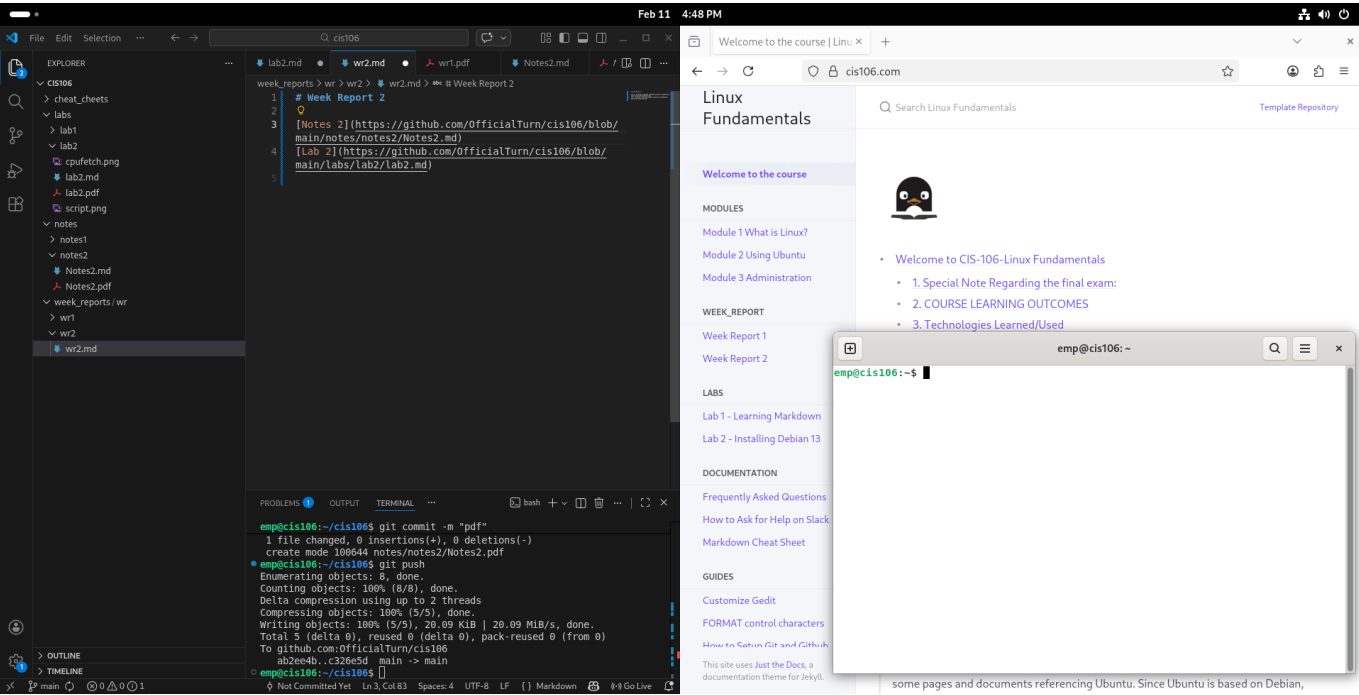 Feb 11 4:48 PM
File Edit Selection ···
cis106
EXPLORER ···
CIS106
cheat_cheets
labs
lab1
lab2
cpufetch.png
lab2.md
lab2.pdf
script.png
notes
notes1
notes2
Notes2.md
Notes2.pdf
week_reports/wr
wr1
wr2
wr2.md
OUTLINE
TIMELINE
lab2.md
wr2.md
wr1.pdf
Notes2.md
week_reports > wr > wr2 > wr2.md > abc # Week Report 2
1 # Week Report 2
2
3 [Notes 2](https://github.com/OfficialTurn/cis106/blob/
main/notes/notes2/Notes2.md)
4 [Lab 2](https://github.com/OfficialTurn/cis106/blob/
main/labs/lab2/lab2.md)
5
PROBLEMS 1 OUTPUT TERMINAL ··· bash
emp@cis106:~/cis106$ git commit -m "pdf"
1 file changed, 0 insertions(+), 0 deletions(-)
create mode 100644 notes/notes2/Notes2.pdf
emp@cis106:~/cis106$ git push
Enumerating objects: 8, done.
Counting objects: 100% (8/8), done.
Delta compression using up to 2 threads
Compressing objects: 100% (5/5), done.
Writing objects: 100% (5/5), 20.09 KiB | 20.09 MiB/s, done.
Total 5 (delta 0), reused 0 (delta 0), pack-reused 0 (from 0)
To github.com:OfficialTurn/cis106
ab2ee4b..c326e5d main -> main
emp@cis106:~/cis106$
main 0 0 1 Not Committed Yet Ln 3, Col 83 Spaces: 4 UTF-8 LF { } Markdown Go Live
Welcome to the course | Linu
cis106.com
Linux
Fundamentals
Welcome to the course
MODULES
Module 1 What is Linux?
Module 2 Using Ubuntu
Module 3 Administration
WEEK_REPORT
Week Report 1
Week Report 2
LABS
Lab 1 - Learning Markdown
Lab 2 - Installing Debian 13
DOCUMENTATION
Frequently Asked Questions
How to Ask for Help on Slack
Markdown Cheat Sheet
GUIDES
Customize Gedit
FORMAT control characters
How to Setup Git and Github
This site uses Just the Docs, a
documentation theme for Jekyll.
Search Linux Fundamentals
Template Repository
Welcome to CIS-106-Linux Fundamentals
1. Special Note Regarding the final exam:
2. COURSE LEARNING OUTCOMES
3. Technologies Learned/Used
emp@cis106: ~
emp@cis106:~$
some pages and documents referencing Ubuntu. Since Ubuntu is based on Debian,